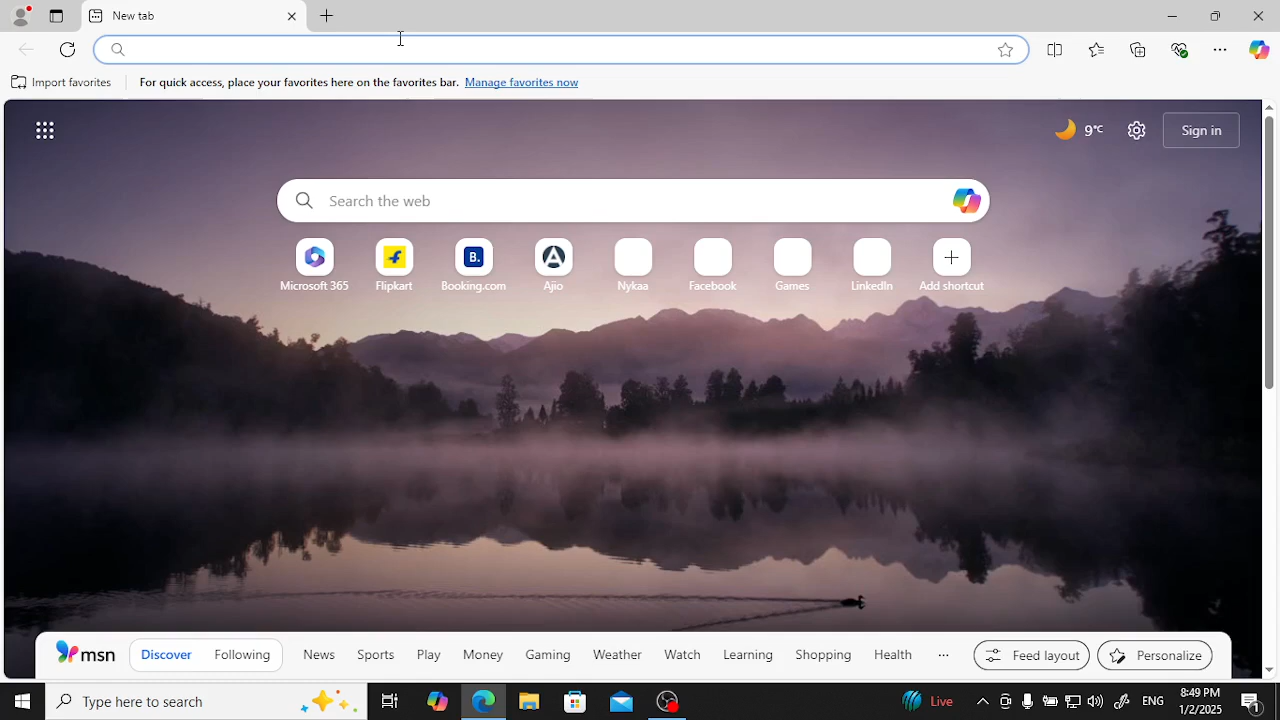 New tab
Import favorites
For quick access, place your favorites here on the favorites bar. Manage favorites now
9°C
Sign in
Search the web
Microsoft 365
Flipkart
B.
Booking.com
Ajio
Nykaa
Facebook
Games
LinkedIn
Add shortcut
msn
Discover
Following
News
Sports
Play
Money
Gaming
Weather
Watch
Learning
Shopping
Health
...
Feed layout
Personalize
Type here to search
Live
ENG
8:49 PM
1/2/2025
1